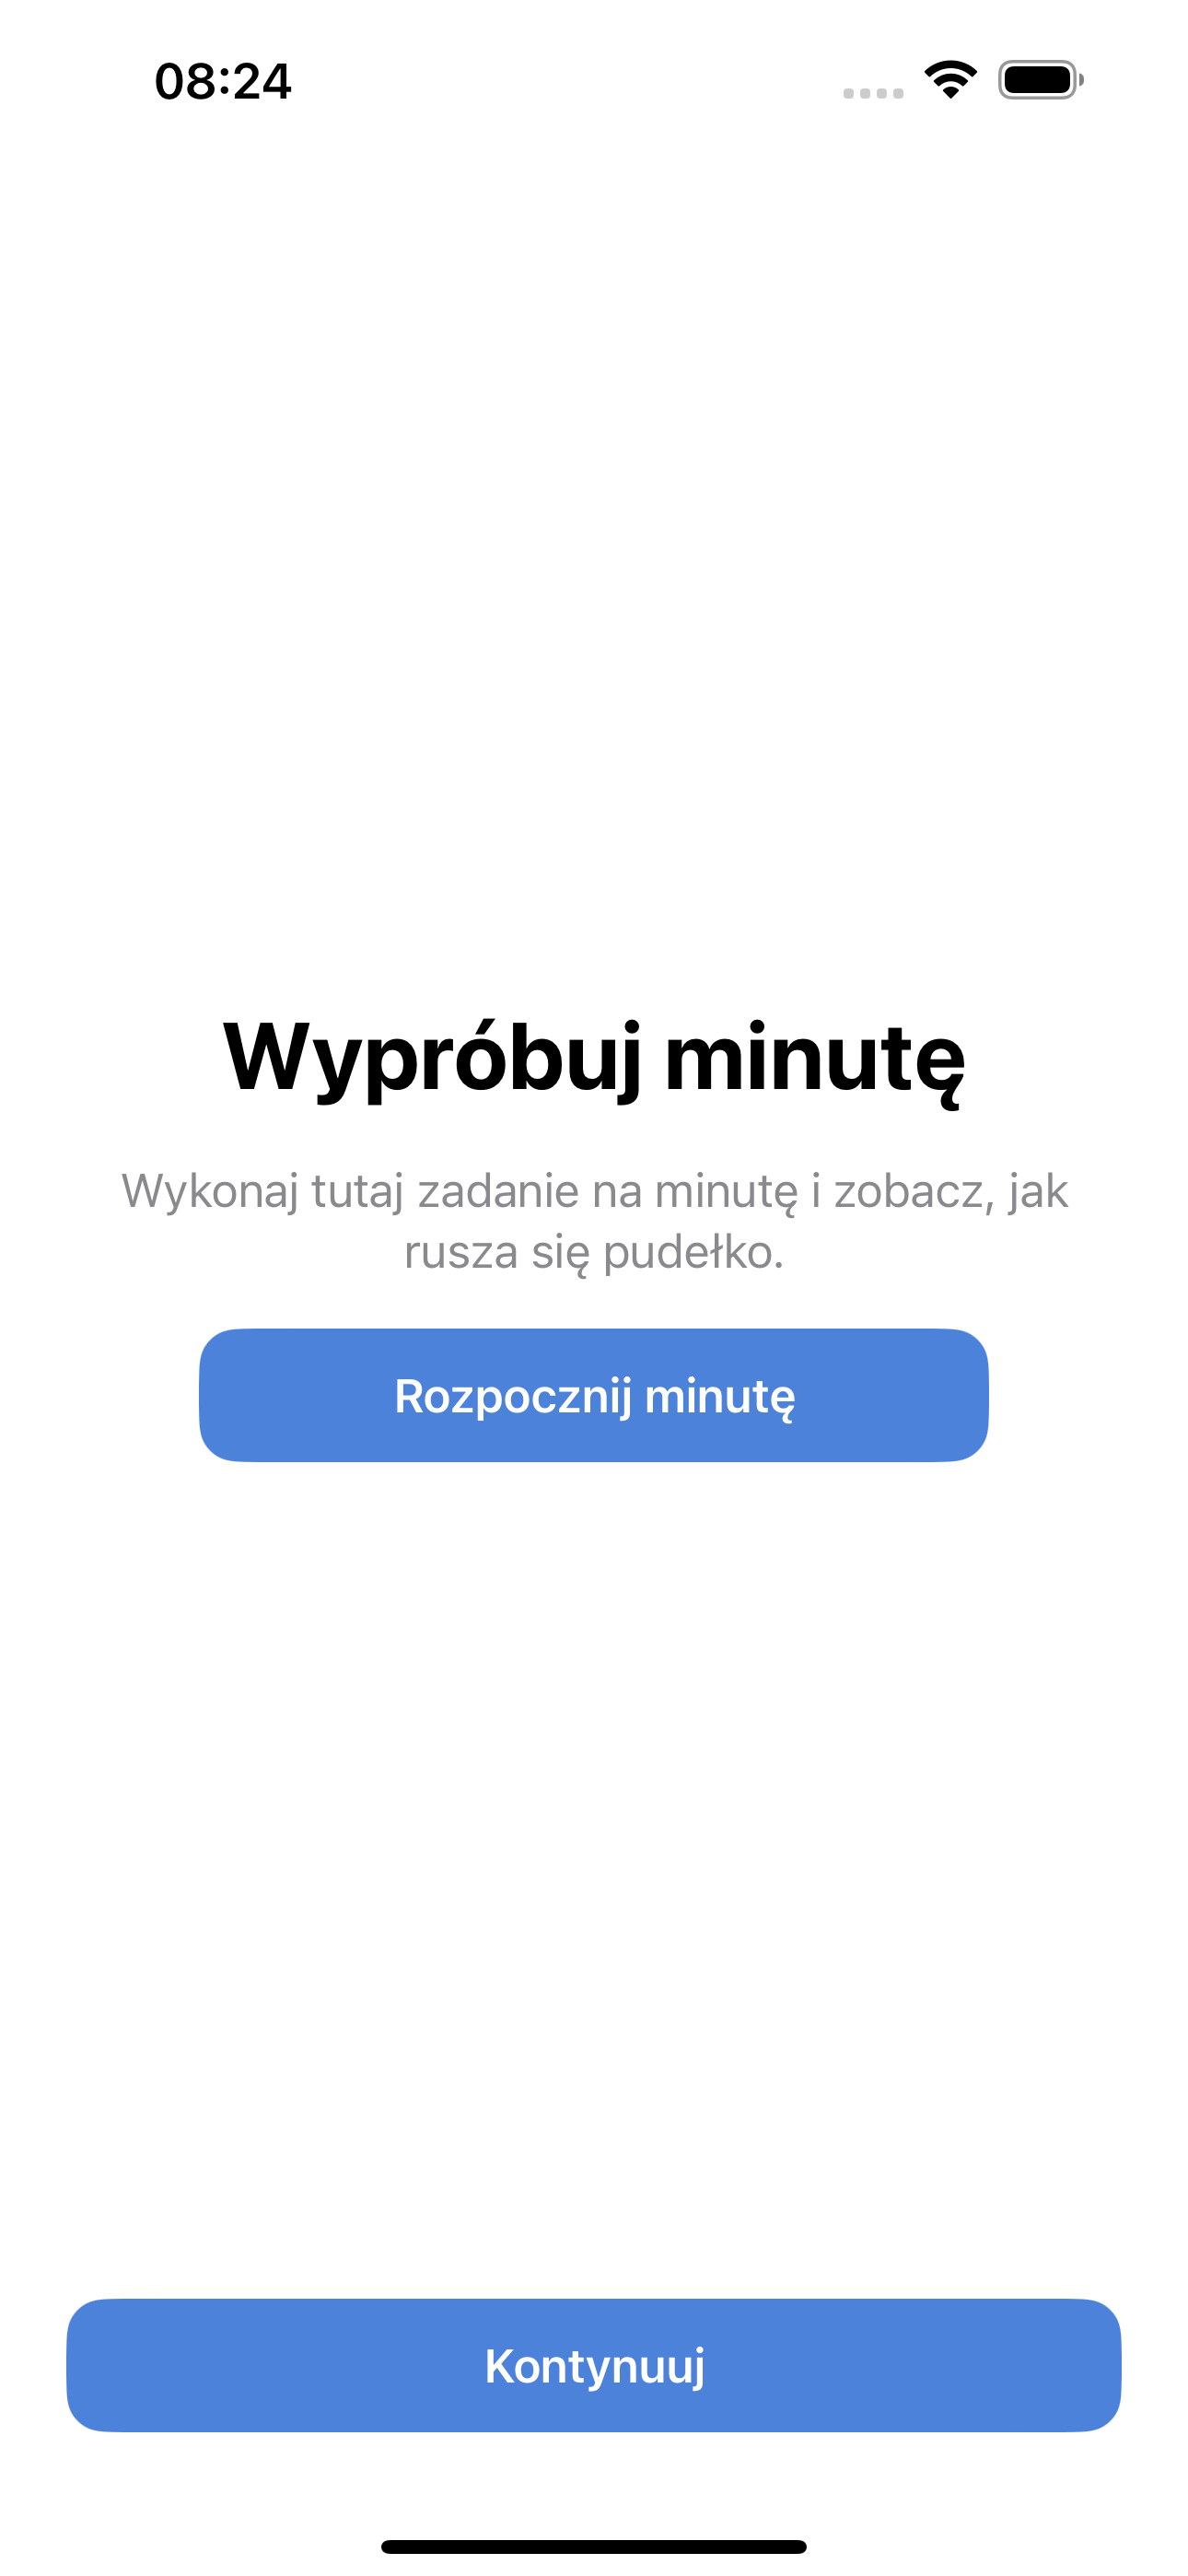 08:24
Wypróbuj minutę
Wykonaj tutaj zadanie na minutę i zobacz, jak
rusza się pudełko.
Rozpocznij minutę
Kontynuuj